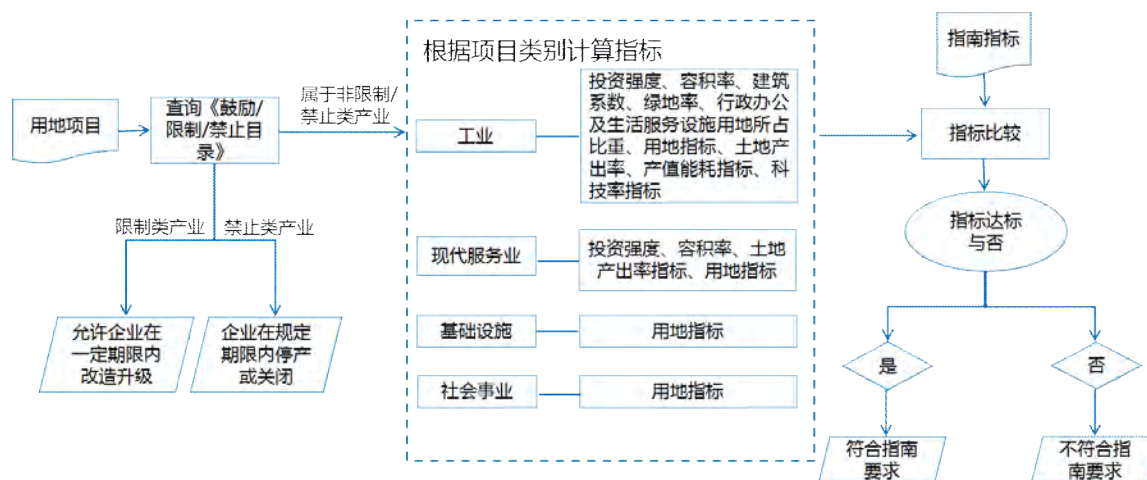 用地项目
查询《鼓励/
限制/禁止目
录》
属于非限制/
禁止类产业
限制类产业
禁止类产业
允许企业在
一定期限内
改造升级
企业在规定
期限内停产
或关闭
根据项目类别计算指标
工业
投资强度、容积率、建筑
系数、绿地率、行政办公
及生活服务设施用地所占
比重、用地指标、土地产
出率、产值能耗指标、科
技率指标
现代服务业
投资强度、容积率、土地
产出率指标、用地指标
基础设施
用地指标
社会事业
用地指标
指南指标
指标比较
指标达标
与否
是
否
符合指南
要求
不符合指
南要求